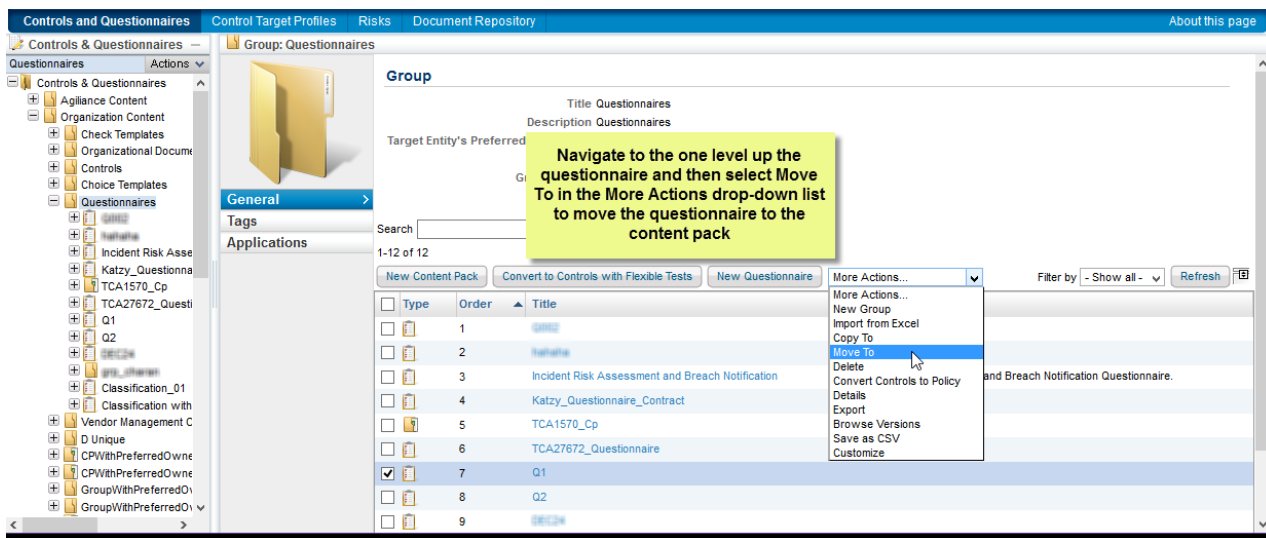 Controls and Questionnaires Control Target Profiles Risks Document Repository About this page
Controls & Questionnaires
Group: Questionnaires
Questionnaires Actions
Controls & Questionnaires
Agiliance Content
Organization Content
Check Templates
Organizational Docume
Controls
Choice Templates
Questionnaires
Incident Risk Asse
Katzy_Questionna
TCA1570_Cp
TCA27672_Questi
Q1
Q2
Classification_01
Classification with
Vendor Management C
D Unique
CPWithPreferredOwne
CPWithPreferredOwne
GroupWithPreferredO
GroupWithPreferredO
General
Tags
Applications
Group
Title Questionnaires
Description Questionnaires
Target Entity's Preferred
Navigate to the one level up the
questionnaire and then select Move
To in the More Actions drop-down list
to move the questionnaire to the
content pack
Search
1-12 of 12
New Content Pack Convert to Controls with Flexible Tests New Questionnaire More Actions... Filter by - Show all - Refresh
More Actions...
New Group
Import from Excel
Copy To
Move To
Delete
Convert Controls to Policy
Details
Export
Browse Versions
Save as CSV
Customize
Type Order Title
1
2
3 Incident Risk Assessment and Breach Notification and Breach Notification Questionnaire.
4 Katzy_Questionnaire_Contract
5 TCA1570_Cp
6 TCA27672_Questionnaire
7 Q1
8 Q2
9